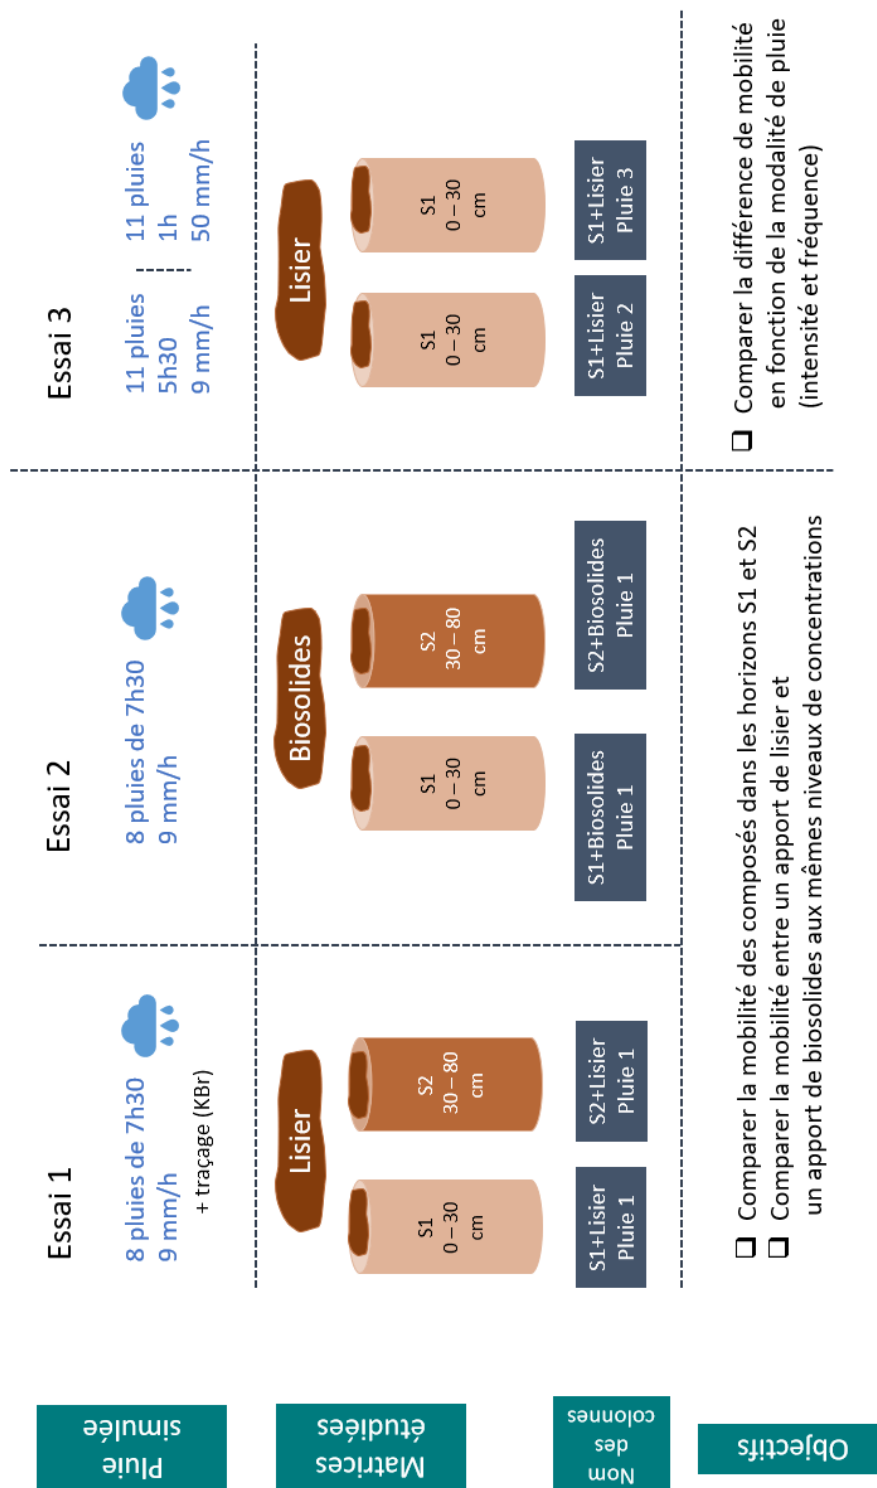 Essai 1
Essai 2
Essai 3
Pluie
simulée
8 pluies de 7h30
9 mm/h
+ traçage (KBr)
8 pluies de 7h30
9 mm/h
11 pluies
5h30
9 mm/h
11 pluies
1h
50 mm/h
Matrices
étudiées
Lisier
S1
0 – 30
cm
S2
30 – 80
cm
Biosolides
S1
0 – 30
cm
S2
30 – 80
cm
Lisier
S1
0 – 30
cm
S1
0 – 30
cm
Nom
des
colonnes
S1+Lisier
Pluie 1
S2+Lisier
Pluie 1
S1+Biosolides
Pluie 1
S2+Biosolides
Pluie 1
S1+Lisier
Pluie 2
S1+Lisier
Pluie 3
Objectifs
❑ Comparer la mobilité des composés dans les horizons S1 et S2
❑ Comparer la mobilité entre un apport de lisier et
un apport de biosolides aux mêmes niveaux de concentrations
❑ Comparer la différence de mobilité
en fonction de la modalité de pluie
(intensité et fréquence)